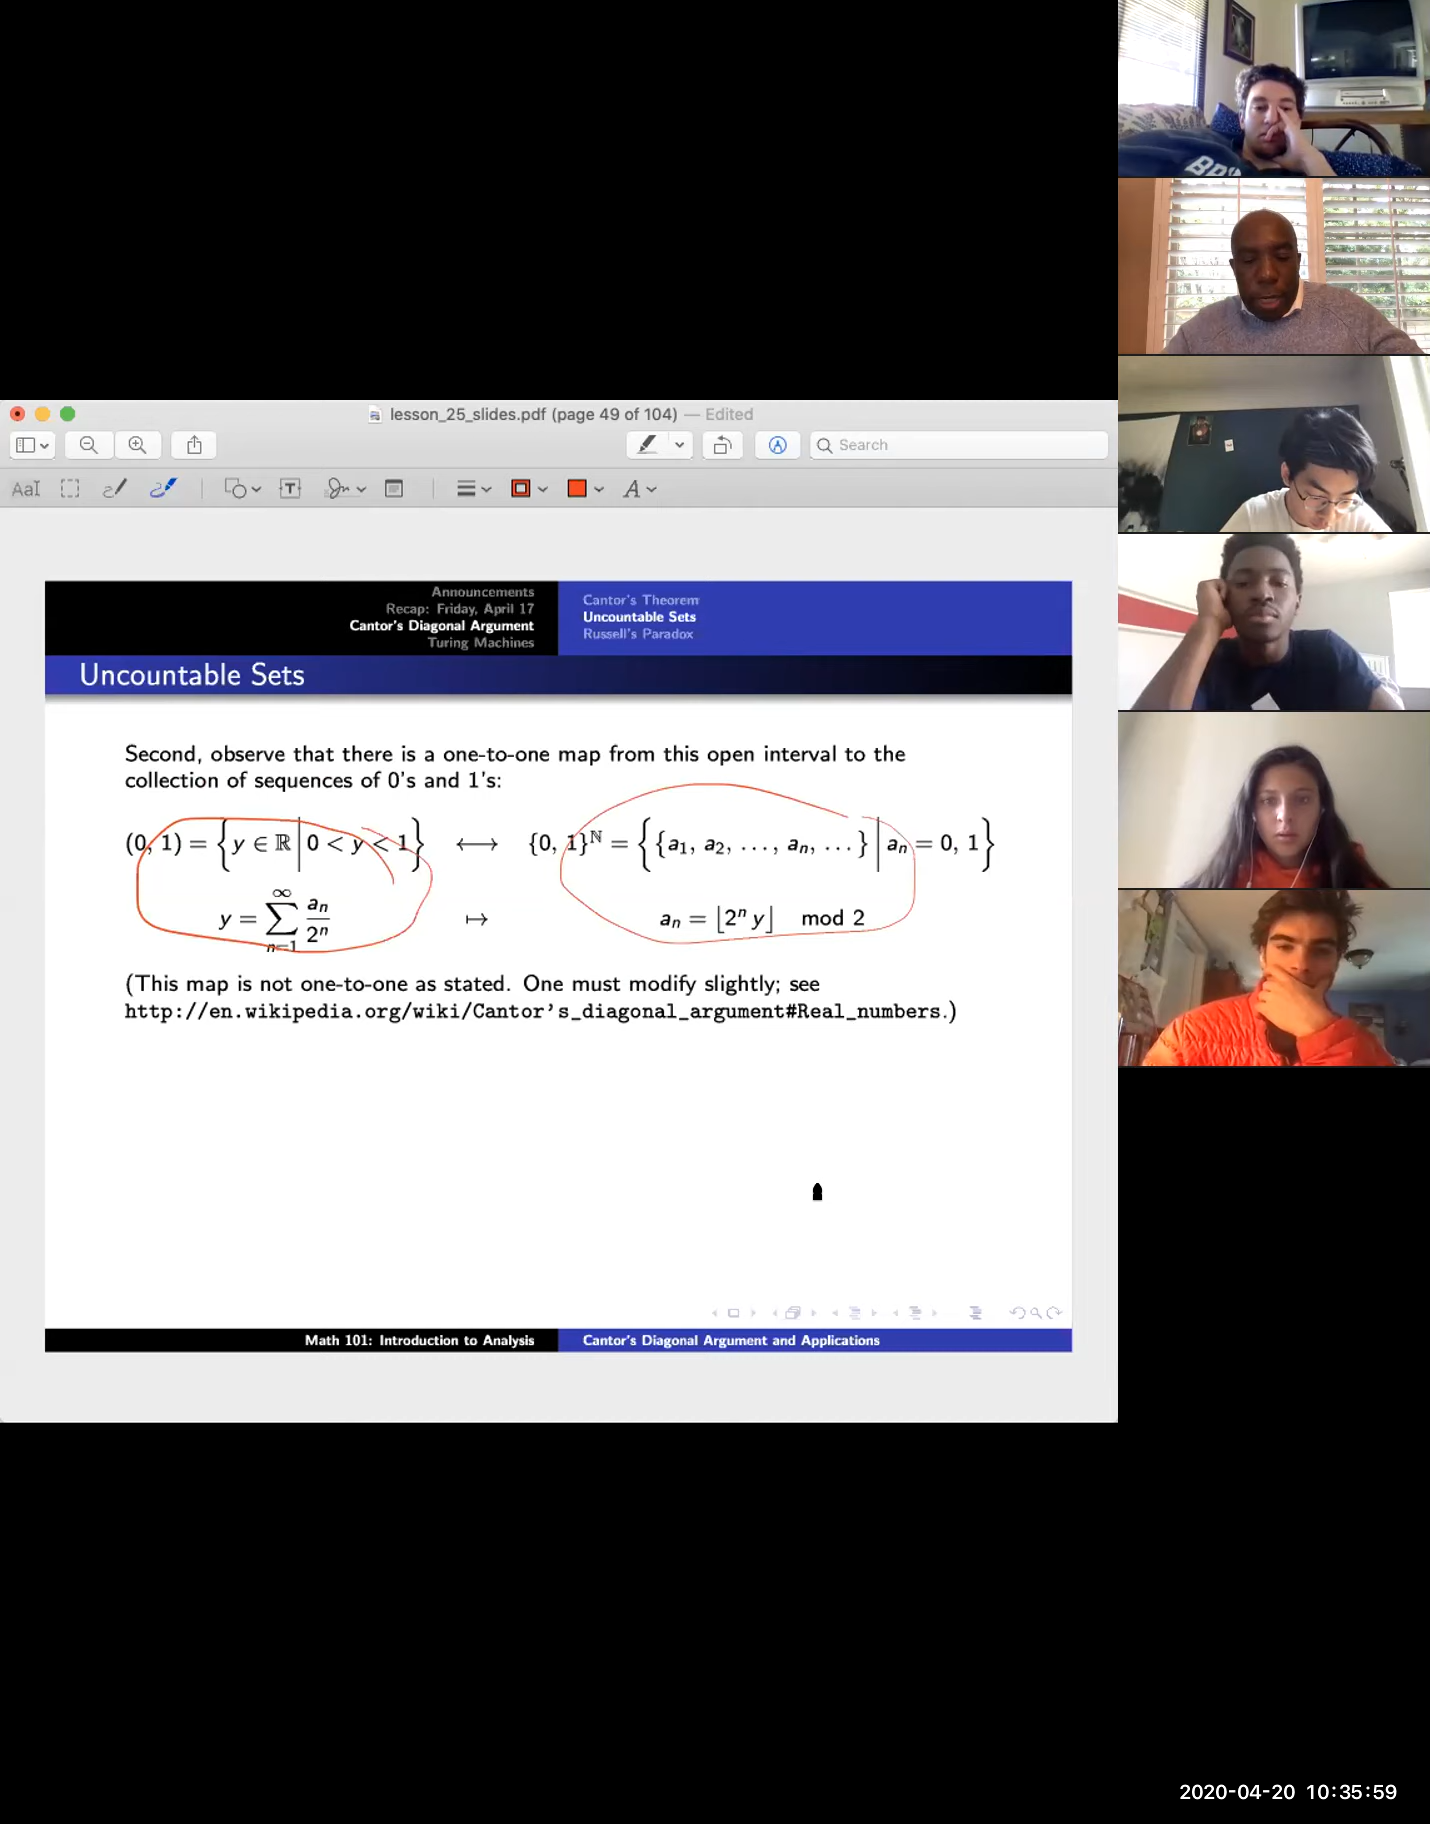 lesson_25_slides.pdf (page 49 of 104) — Edited
Search
AaI T A
Announcements
Recap: Friday, April 17
Cantor's Diagonal Argument
Turing Machines
Cantor's Theorem
Uncountable Sets
Russell's Paradox
Uncountable Sets
Second, observe that there is a one-to-one map from this open interval to the
collection of sequences of 0's and 1's:
(0, 1) = {y ∈ ℝ | 0 < y < 1} ⟷ {0, 1}^ℕ = {{a₁, a₂, ..., aₙ, ...} | aₙ = 0, 1}
y = ∑_{n=1}^{∞} aₙ/2ⁿ ↦ aₙ = ⌊2ⁿ y⌋ mod 2
(This map is not one-to-one as stated. One must modify slightly; see
http://en.wikipedia.org/wiki/Cantor's_diagonal_argument#Real_numbers.)
Math 101: Introduction to Analysis
Cantor's Diagonal Argument and Applications
2020-04-20 10:35:59